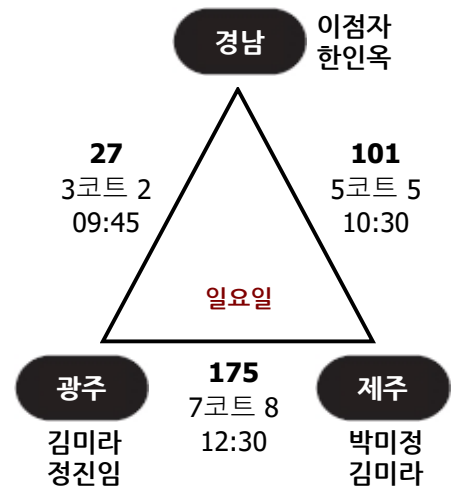 경남
이점자
한인옥
27
3코트 2
09:45
101
5코트 5
10:30
일요일
광주
175
7코트 8
12:30
제주
김미라
정진임
박미정
김미라